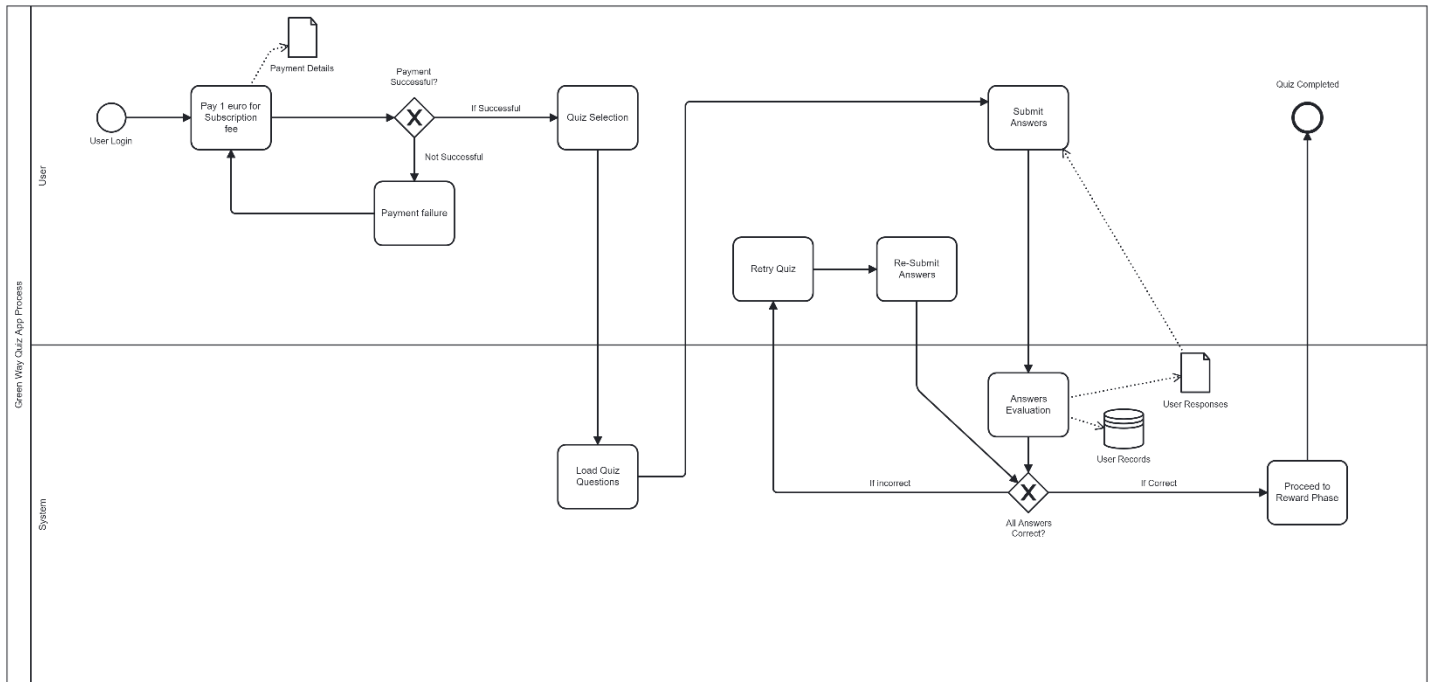 Green Way Quiz App Process
User
User Login
Pay 1 euro for
Subscription
fee
Payment Details
Payment
Successful?
If Successful
Not Successful
Payment failure
Quiz Selection
Submit
Answers
Quiz Completed
Retry Quiz
Re-Submit
Answers
System
Load Quiz
Questions
Answers
Evaluation
User Responses
User Records
If incorrect
If Correct
All Answers
Correct?
Proceed to
Reward Phase